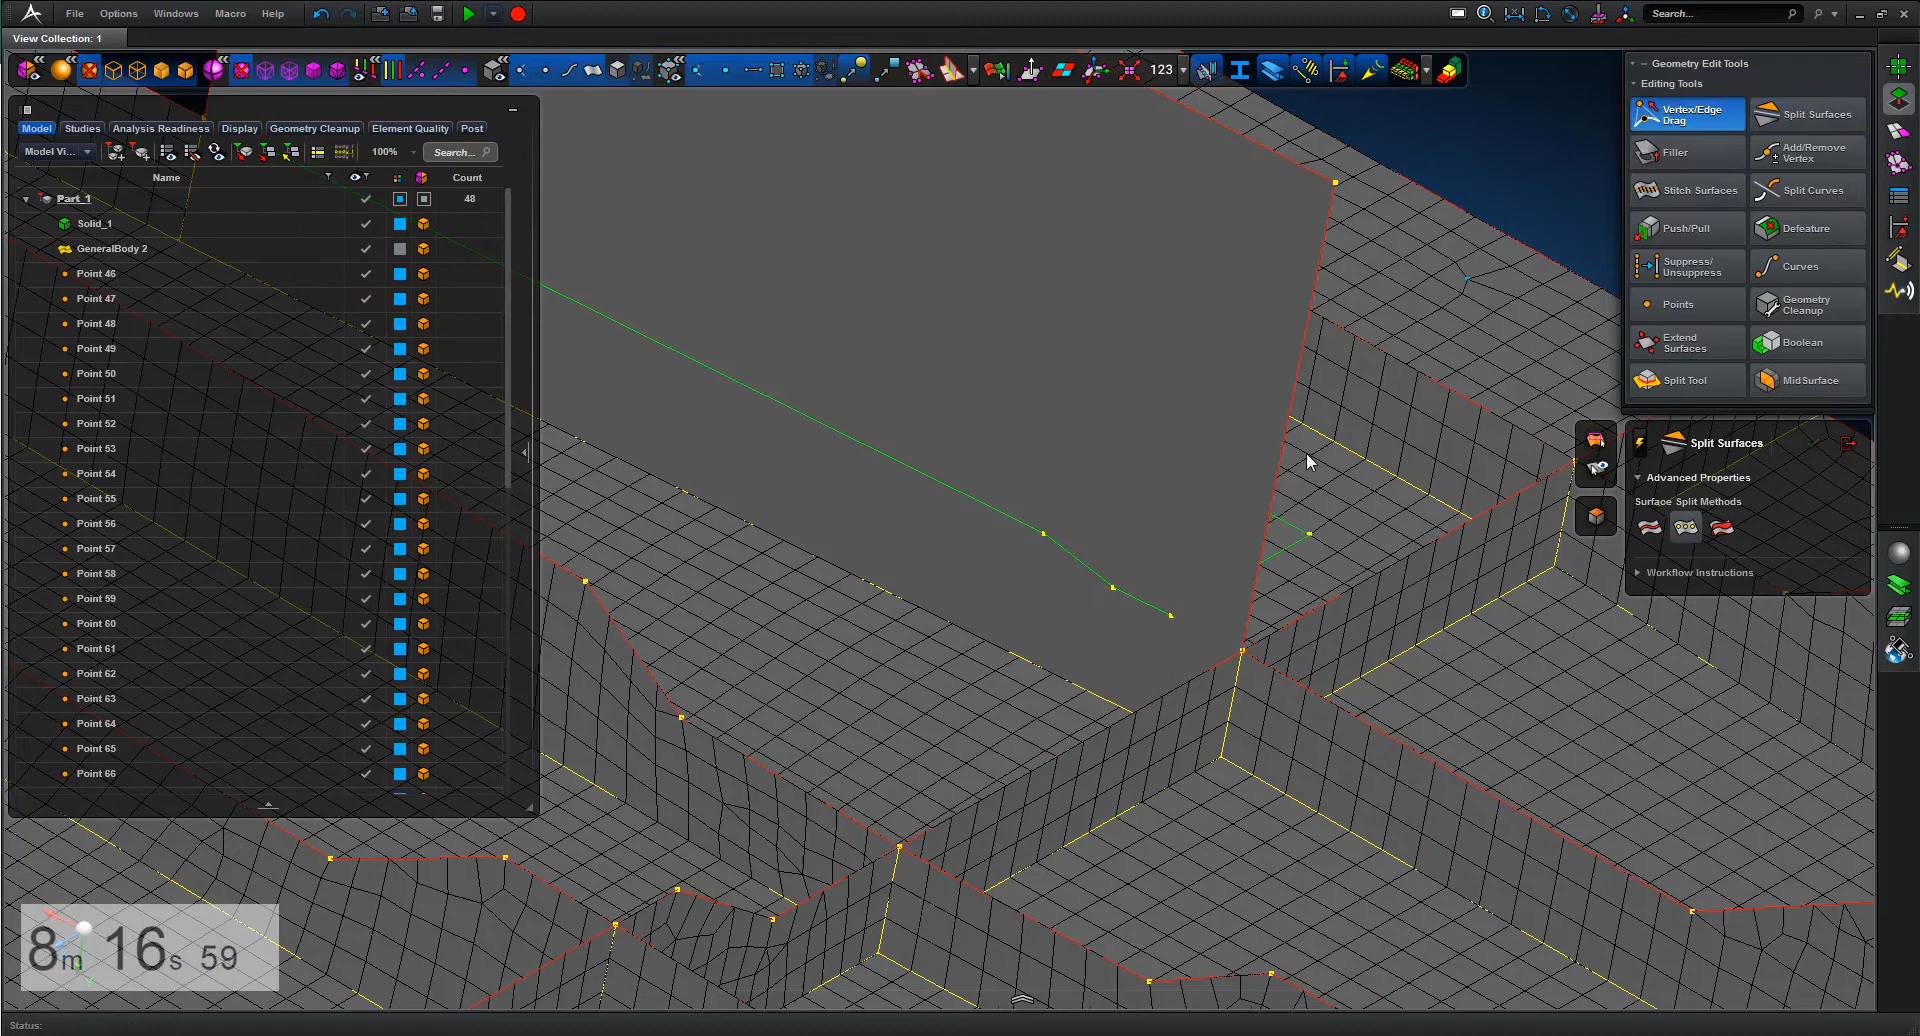 File Options Windows Macro Help Search...
View Collection: 1
123
Model Studies Analysis Readiness Display Geometry Cleanup Element Quality Post
Model Vi... 100% Search...
Name Count
Part_1 48
Solid_1
GeneralBody 2
Point 46
Point 47
Point 48
Point 49
Point 50
Point 51
Point 52
Point 53
Point 54
Point 55
Point 56
Point 57
Point 58
Point 59
Point 60
Point 61
Point 62
Point 63
Point 64
Point 65
Point 66
8m 16s 59
Geometry Edit Tools
Editing Tools
Vertex/Edge Drag
Split Surfaces
Filler
Add/Remove Vertex
Stitch Surfaces
Split Curves
Push/Pull
Defeature
Suppress/ Unsuppress
Curves
Points
Geometry Cleanup
Extend Surfaces
Boolean
Split Tool
MidSurface
Split Surfaces
Advanced Properties
Surface Split Methods
Workflow Instructions
Status: